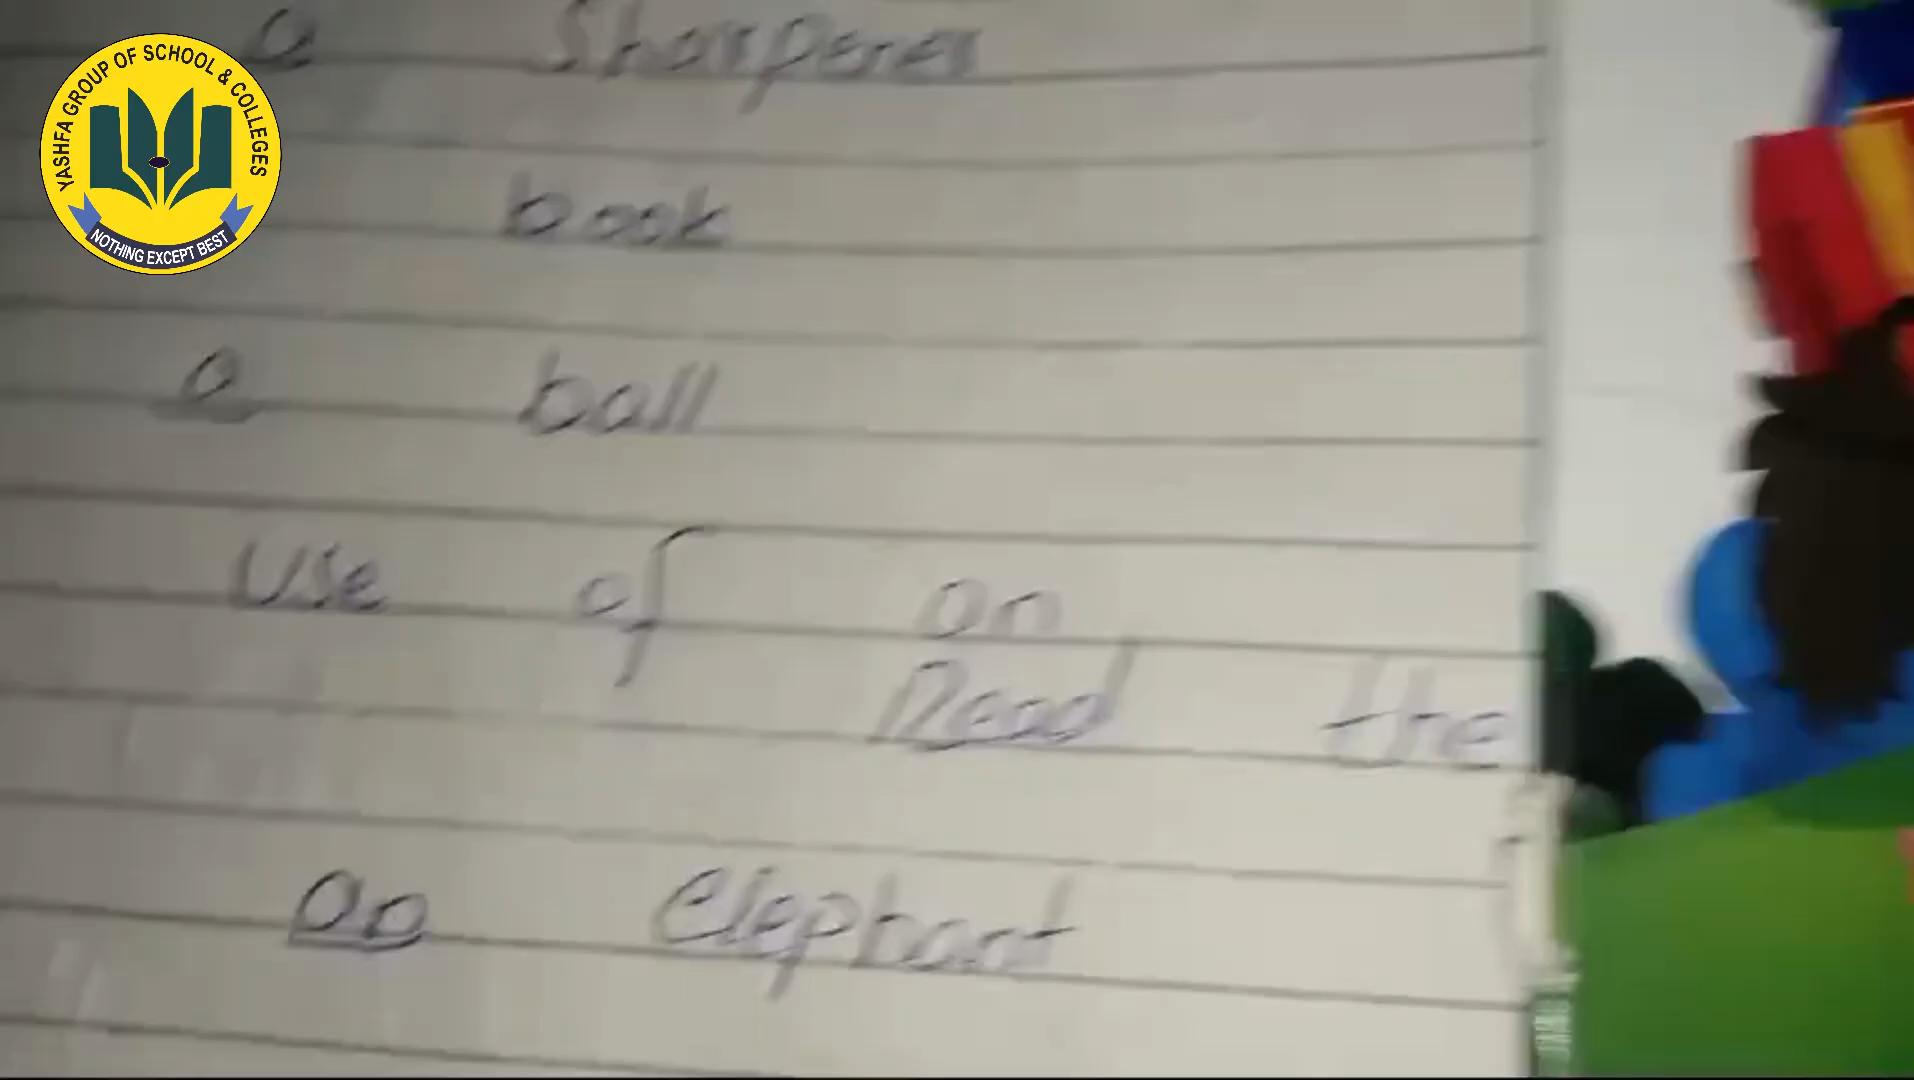 YASHFA GROUP OF SCHOOL & COLLEGES
NOTHING EXCEPT BEST
a Sharpener
book
a ball
Use of an
Read the
an elephant